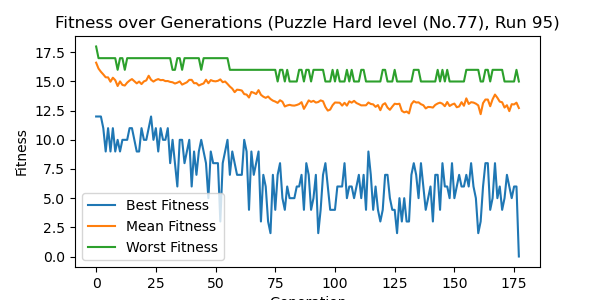 Fitness over Generations (Puzzle Hard level (No.77), Run 95)
Fitness
17.5
15.0
12.5
10.0
7.5
5.0
2.5
0.0
Best Fitness
Mean Fitness
Worst Fitness
0 25 50 75 100 125 150 175
Generation